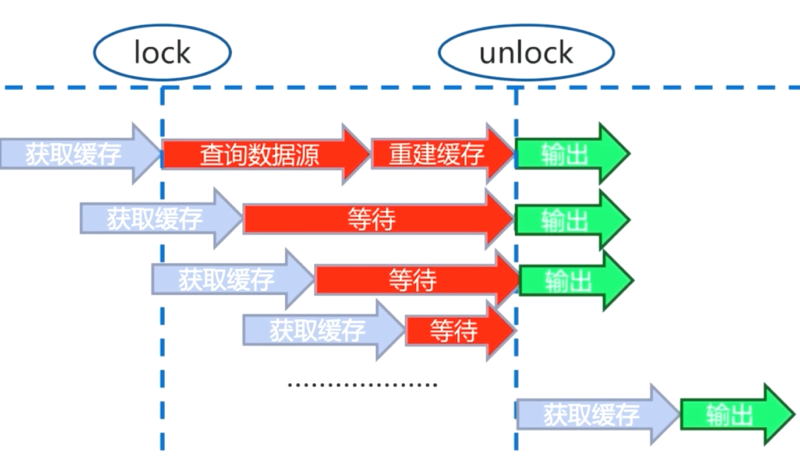 lock
unlock
获取缓存
查询数据源
重建缓存
输出
获取缓存
等待
输出
获取缓存
等待
输出
获取缓存
等待
..................
获取缓存
输出